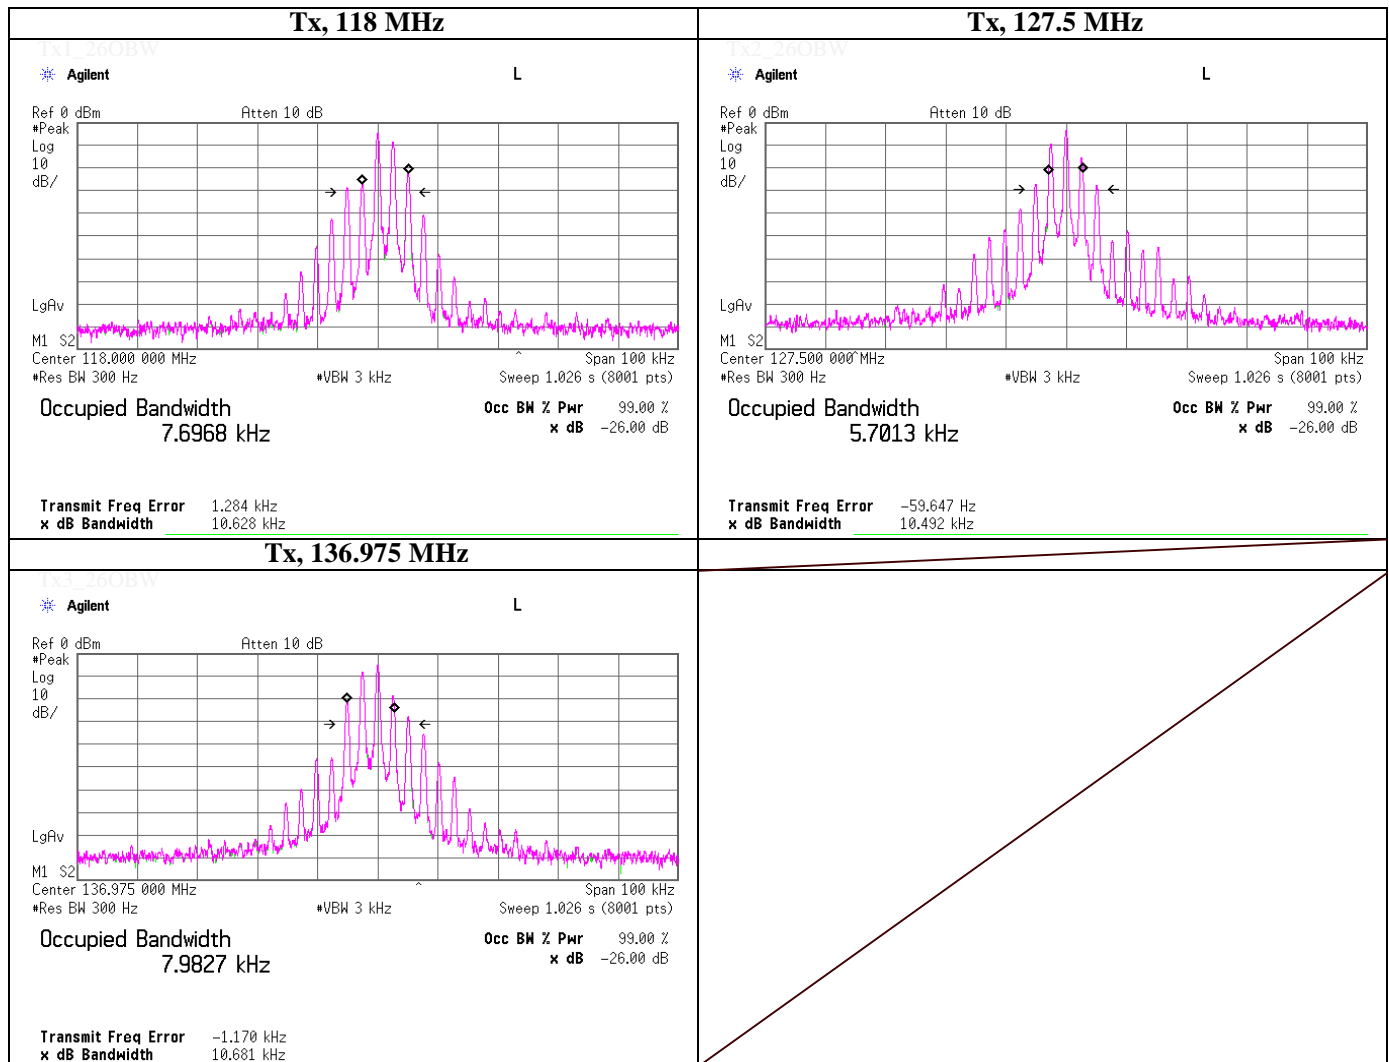 Tx, 118 MHz
Tx1_26OBW
Agilent
L
Ref 0 dBm
Atten 10 dB
#Peak
Log
10
dB/
LgAv
M1 S2
Center 118.000 000 MHz
^
Span 100 kHz
#Res BW 300 Hz
#VBW 3 kHz
Sweep 1.026 s (8001 pts)
Occupied Bandwidth
7.6968 kHz
Occ BW % Pwr 99.00 %
x dB -26.00 dB
Transmit Freq Error 1.284 kHz
x dB Bandwidth 10.628 kHz
Tx, 127.5 MHz
Tx2_26OBW
Agilent
L
Ref 0 dBm
Atten 10 dB
#Peak
Log
10
dB/
LgAv
M1 S2
Center 127.500 000 MHz
^
Span 100 kHz
#Res BW 300 Hz
#VBW 3 kHz
Sweep 1.026 s (8001 pts)
Occupied Bandwidth
5.7013 kHz
Occ BW % Pwr 99.00 %
x dB -26.00 dB
Transmit Freq Error -59.647 Hz
x dB Bandwidth 10.492 kHz
Tx, 136.975 MHz
Tx3_26OBW
Agilent
L
Ref 0 dBm
Atten 10 dB
#Peak
Log
10
dB/
LgAv
M1 S2
Center 136.975 000 MHz
^
Span 100 kHz
#Res BW 300 Hz
#VBW 3 kHz
Sweep 1.026 s (8001 pts)
Occupied Bandwidth
7.9827 kHz
Occ BW % Pwr 99.00 %
x dB -26.00 dB
Transmit Freq Error -1.170 kHz
x dB Bandwidth 10.681 kHz